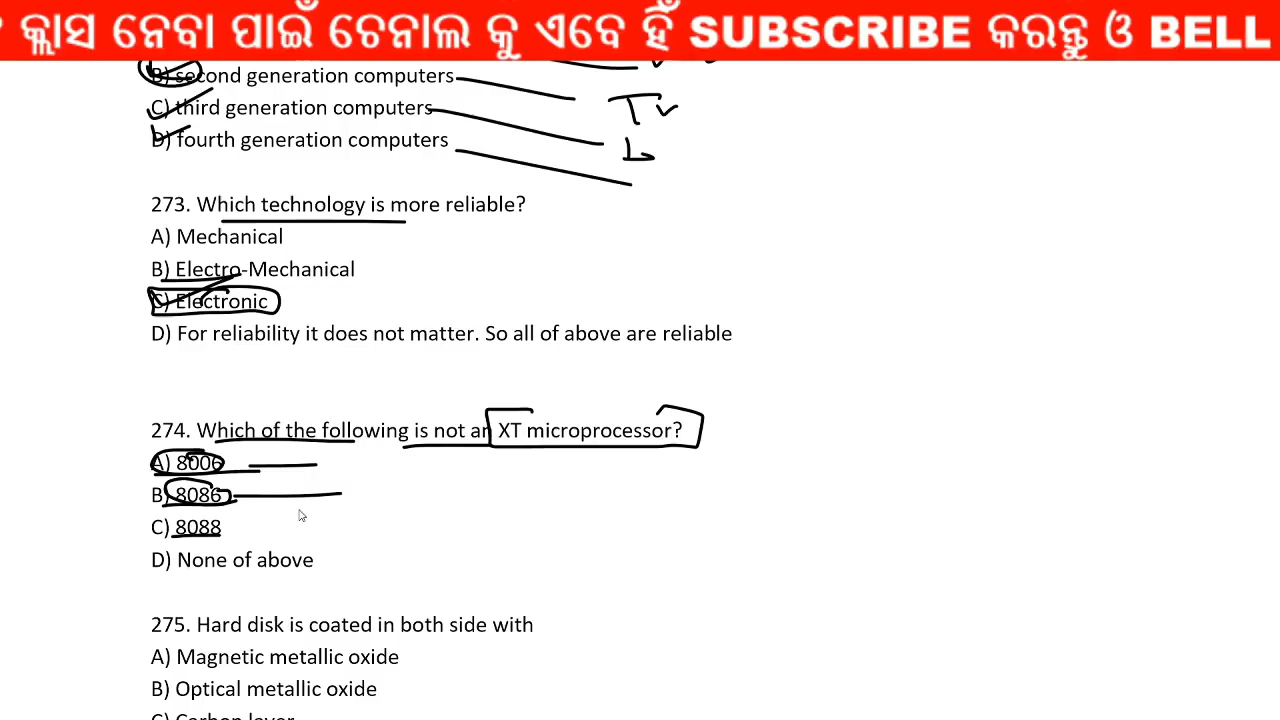 କ୍ଲାସ ନେବା ପାଇଁ ଚେନାଲ କୁ ଏବେ ହିଁ SUBSCRIBE କରନ୍ତୁ ଓ BELL
B) second generation computers
C) third generation computers
D) fourth generation computers
273. Which technology is more reliable?
A) Mechanical
B) Electro-Mechanical
C) Electronic
D) For reliability it does not matter. So all of above are reliable
274. Which of the following is not an XT microprocessor?
A) 8006
B) 8086
C) 8088
D) None of above
275. Hard disk is coated in both side with
A) Magnetic metallic oxide
B) Optical metallic oxide
C) Carbon layer